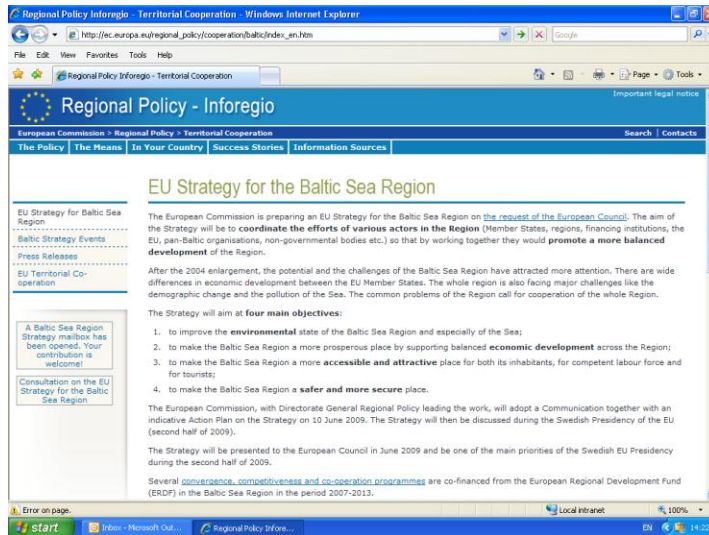 Regional Policy Inforegio - Territorial Cooperation - Windows Internet Explorer
http://ec.europa.eu/regional_policy/cooperation/baltic/index_en.htm
Google
File Edit View Favorites Tools Help
Regional Policy Inforegio - Territorial Cooperation
Page Tools
Important legal notice
Regional Policy - Inforegio
European Commission > Regional Policy > Territorial Cooperation
Search | Contacts
The Policy The Means In Your Country Success Stories Information Sources
EU Strategy for the Baltic Sea Region
EU Strategy for Baltic Sea
Region
Baltic Strategy Events
Press Releases
EU Territorial Co-
operation
A Baltic Sea Region
Strategy mailbox has
been opened. Your
contribution is
welcome!
Consultation on the EU
Strategy for the Baltic
Sea Region
The European Commission is preparing an EU Strategy for the Baltic Sea Region on the request of the European Council. The aim of
the Strategy will be to coordinate the efforts of various actors in the Region (Member States, regions, financing institutions, the
EU, pan-Baltic organisations, non-governmental bodies etc.) so that by working together they would promote a more balanced
development of the Region.
After the 2004 enlargement, the potential and the challenges of the Baltic Sea Region have attracted more attention. There are wide
differences in economic development between the EU Member States. The whole region is also facing major challenges like the
demographic change and the pollution of the Sea. The common problems of the Region call for cooperation of the whole Region.
The Strategy will aim at four main objectives:
1. to improve the environmental state of the Baltic Sea Region and especially of the Sea;
2. to make the Baltic Sea Region a more prosperous place by supporting balanced economic development across the Region;
3. to make the Baltic Sea Region a more accessible and attractive place for both its inhabitants, for competent labour force and
for tourists;
4. to make the Baltic Sea Region a safer and more secure place.
The European Commission, with Directorate General Regional Policy leading the work, will adopt a Communication together with an
indicative Action Plan on the Strategy on 10 June 2009. The Strategy will then be discussed during the Swedish Presidency of the EU
(second half of 2009).
The Strategy will be presented to the European Council in June 2009 and be one of the main priorities of the Swedish EU Presidency
during the second half of 2009.
Several convergence, competitiveness and co-operation programmes are co-financed from the European Regional Development Fund
(ERDF) in the Baltic Sea Region in the period 2007-2013.
Error on page.
Local intranet
100%
start
Inbox - Microsoft Out...
Regional Policy Infore...
EN
14:22